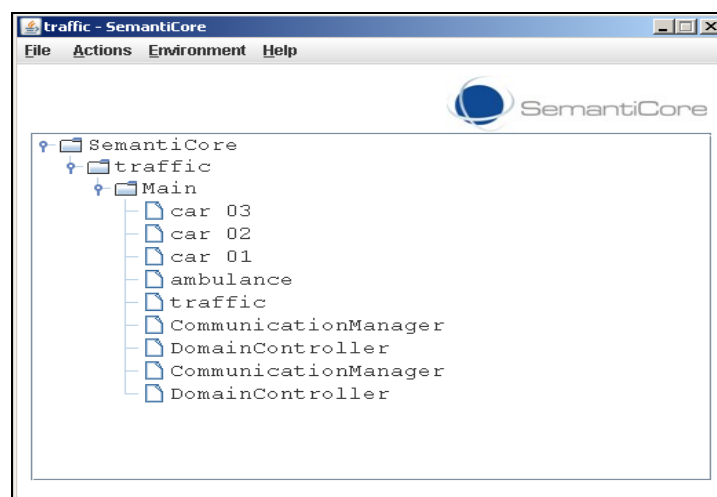 traffic - SemantiCore
File Actions Environment Help
SemantiCore
SemantiCore
traffic
Main
car 03
car 02
car 01
ambulance
traffic
CommunicationManager
DomainController
CommunicationManager
DomainController